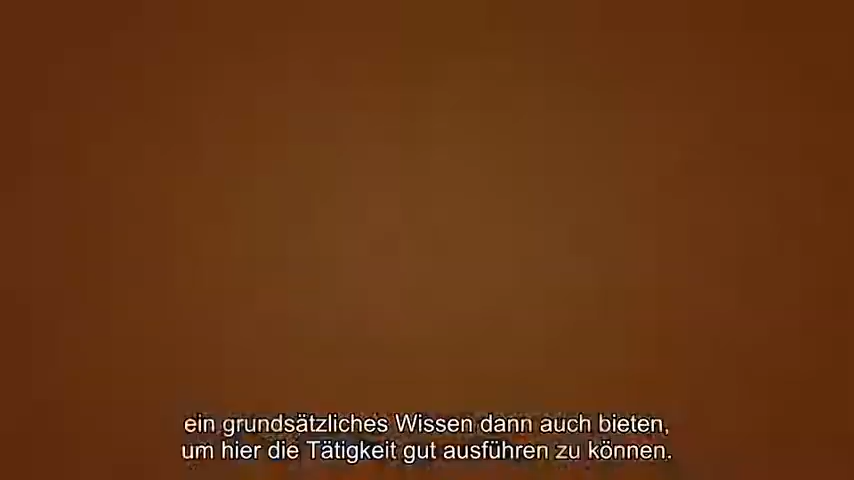 ein grundsätzliches Wissen dann auch bieten,
um hier die Tätigkeit gut ausführen zu können.